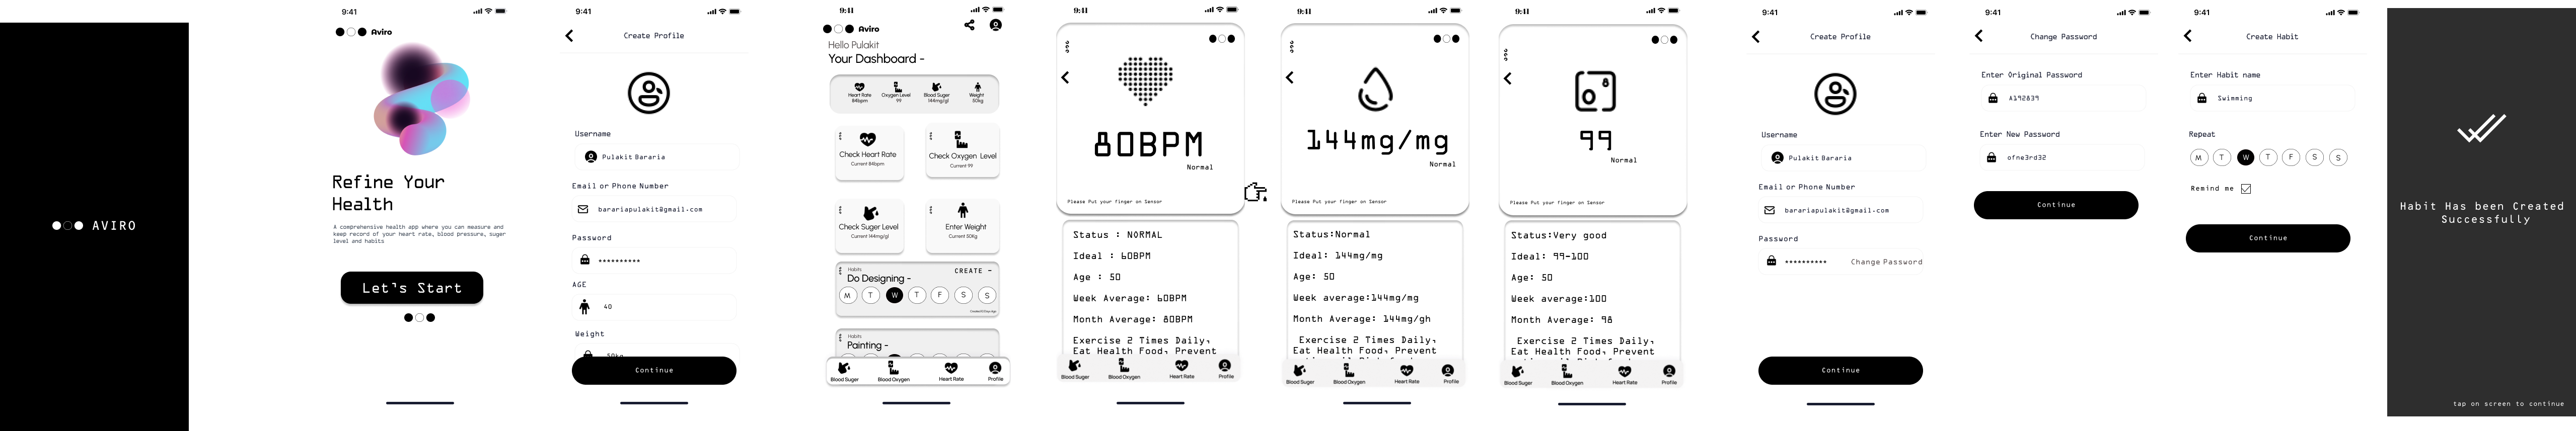 AVIRO
9:41
Aviro
Refine Your
Health
A comprehensive health app where you can measure and
keep record of your heart rate, blood pressure, suger
level and habits
Let's Start
9:41
Create Profile
Username
Pulakit Bararia
Email or Phone Number
barariapulakit@gmail.com
Password
**********
AGE
40
Weight
50kg
Continue
9:41
Aviro
Hello Pulakit
Your Dashboard -
Heart Rate
84bpm
Oxygen Level
99
Blood Suger
144mg/gl
Weight
50kg
Check Heart Rate
Current 84bpm
Check Oxygen Level
Current 99
Check Suger Level
Current 144mg/gl
Enter Weight
Current 50Kg
Habits
Do Designing -
CREATE -
M T W T F S S
Habits
Painting -
Blood Suger
Blood Oxygen
Heart Rate
Profile
9:41
80BPM
Normal
Please Put your finger on Sensor
Status : NORMAL
Ideal : 60BPM
Age : 50
Week Average: 60BPM
Month Average: 80BPM
Exercise 2 Times Daily,
Eat Health Food, Prevent
Blood Suger
Blood Oxygen
Heart Rate
Profile
9:41
144mg/mg
Normal
Please Put your finger on Sensor
Status:Normal
Ideal: 144mg/mg
Age: 50
Week average:144mg/mg
Month Average: 144mg/gh
Exercise 2 Times Daily,
Eat Health Food, Prevent
Blood Suger
Blood Oxygen
Heart Rate
Profile
9:41
99
Normal
Please Put your finger on Sensor
Status:Very good
Ideal: 99-100
Age: 50
Week average:100
Month Average: 98
Exercise 2 Times Daily,
Eat Health Food, Prevent
Blood Suger
Blood Oxygen
Heart Rate
Profile
9:41
Create Profile
Username
Pulakit Bararia
Email or Phone Number
barariapulakit@gmail.com
Password
********** Change Password
Continue
9:41
Change Password
Enter Original Password
A192839
Enter New Password
ofne3rd32
Continue
9:41
Create Habit
Enter Habit name
Swimming
Repeat
M T W T F S S
Remind me
Continue
Habit Has been Created
Successfully
tap on screen to continue